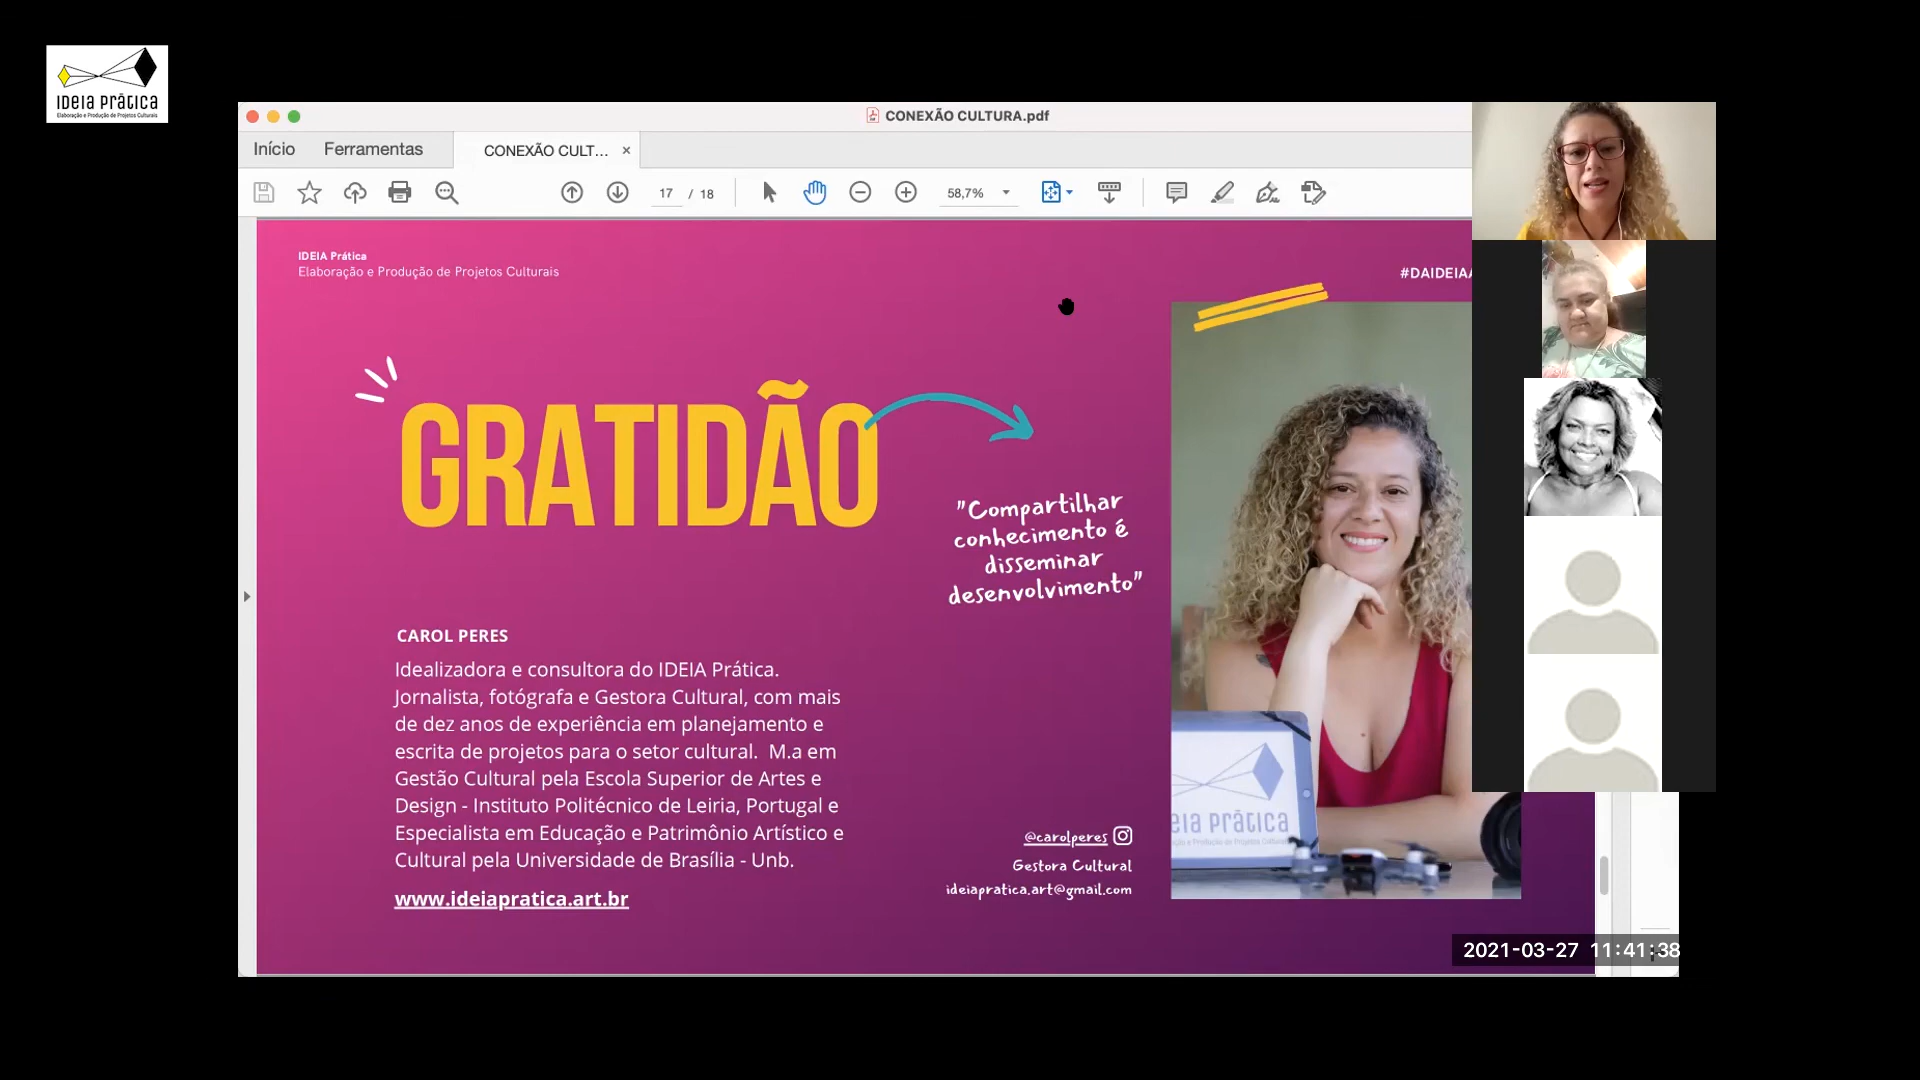 IDEIA PRÁTICA
Elaboração e Produção de Projetos Culturais
CONEXÃO CULTURA.pdf
Início
Ferramentas
CONEXÃO CULT...
17 / 18
58,7%
IDEIA Prática
Elaboração e Produção de Projetos Culturais
#DAIDEIAA
GRATIDÃO
"Compartilhar
conhecimento é
disseminar
desenvolvimento"
CAROL PERES
Idealizadora e consultora do IDEIA Prática.
Jornalista, fotógrafa e Gestora Cultural, com mais
de dez anos de experiência em planejamento e
escrita de projetos para o setor cultural.  M.a em
Gestão Cultural pela Escola Superior de Artes e
Design - Instituto Politécnico de Leiria, Portugal e
Especialista em Educação e Patrimônio Artístico e
Cultural pela Universidade de Brasília - Unb.
www.ideiapratica.art.br
@carolperes
Gestora Cultural
ideiapratica.art@gmail.com
eia PRÁTICA
2021-03-27 11:41:38